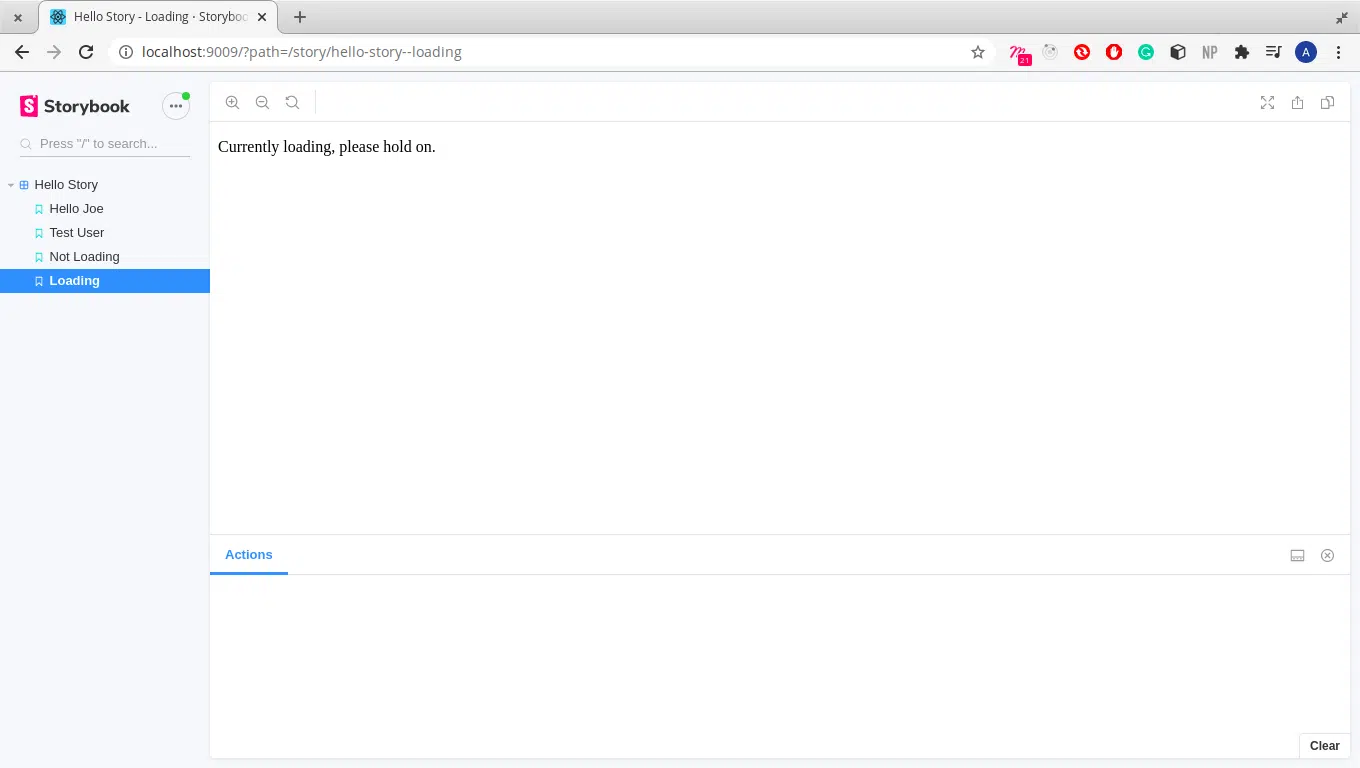 Hello Story - Loading · Storyboo
localhost:9009/?path=/story/hello-story--loading
21
NP
A
Storybook
Press "/" to search...
Hello Story
Hello Joe
Test User
Not Loading
Loading
Currently loading, please hold on.
Actions
Clear